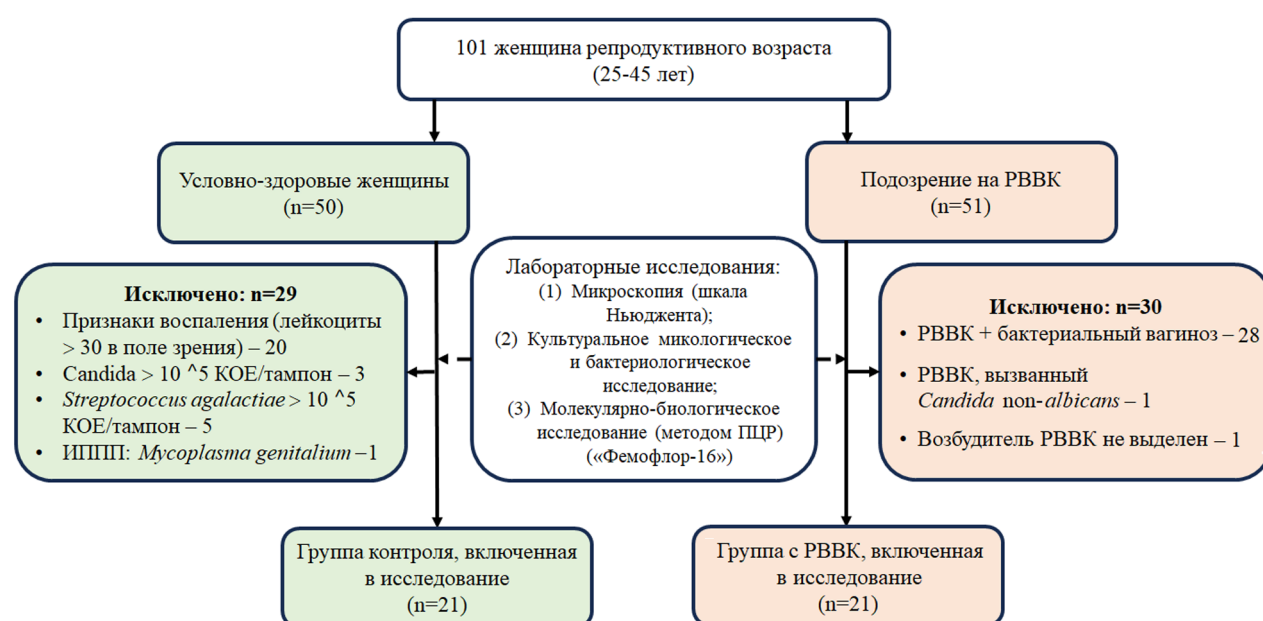 101 женщина репродуктивного возраста
(25-45 лет)
Условно-здоровые женщины
(n=50)
Подозрение на РВВК
(n=51)
Исключено: n=29
• Признаки воспаления (лейкоциты
> 30 в поле зрения) – 20
• Candida > 10 ^5 КОЕ/тампон – 3
• Streptococcus agalactiae > 10 ^5
КОЕ/тампон – 5
• ИППП: Mycoplasma genitalium –1
Лабораторные исследования:
(1) Микроскопия (шкала
Ньюджента);
(2) Культуральное микологическое
и бактериологическое
исследование;
(3) Молекулярно-биологическое
исследование (методом ПЦР)
(«Фемофлор-16»)
Исключено: n=30
• РВВК + бактериальный вагиноз – 28
• РВВК, вызванный
Candida non-albicans – 1
• Возбудитель РВВК не выделен – 1
Группа контроля, включенная
в исследование
(n=21)
Группа с РВВК, включенная
в исследование
(n=21)